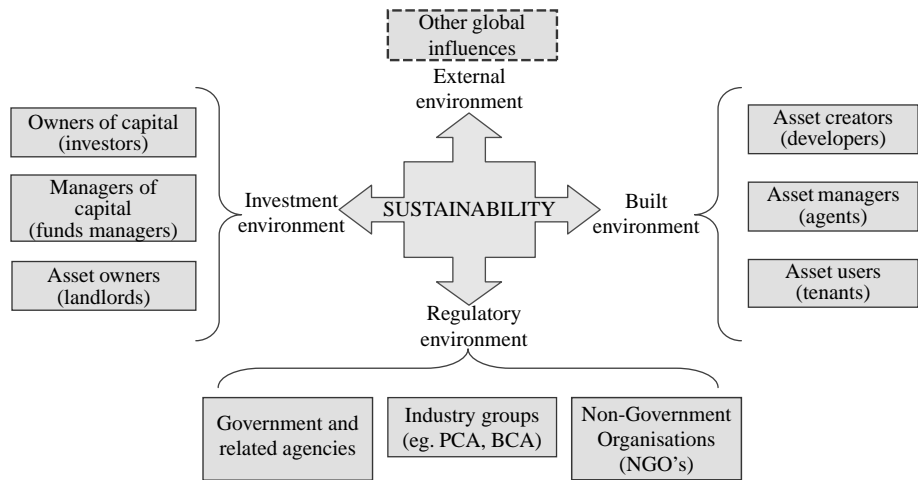 Other global
influences
External
environment
Owners of capital
(investors)
Managers of
capital
(funds managers)
Asset owners
(landlords)
Investment
environment
SUSTAINABILITY
Built
environment
Asset creators
(developers)
Asset managers
(agents)
Asset users
(tenants)
Regulatory
environment
Government and
related agencies
Industry groups
(eg. PCA, BCA)
Non-Government
Organisations
(NGO's)